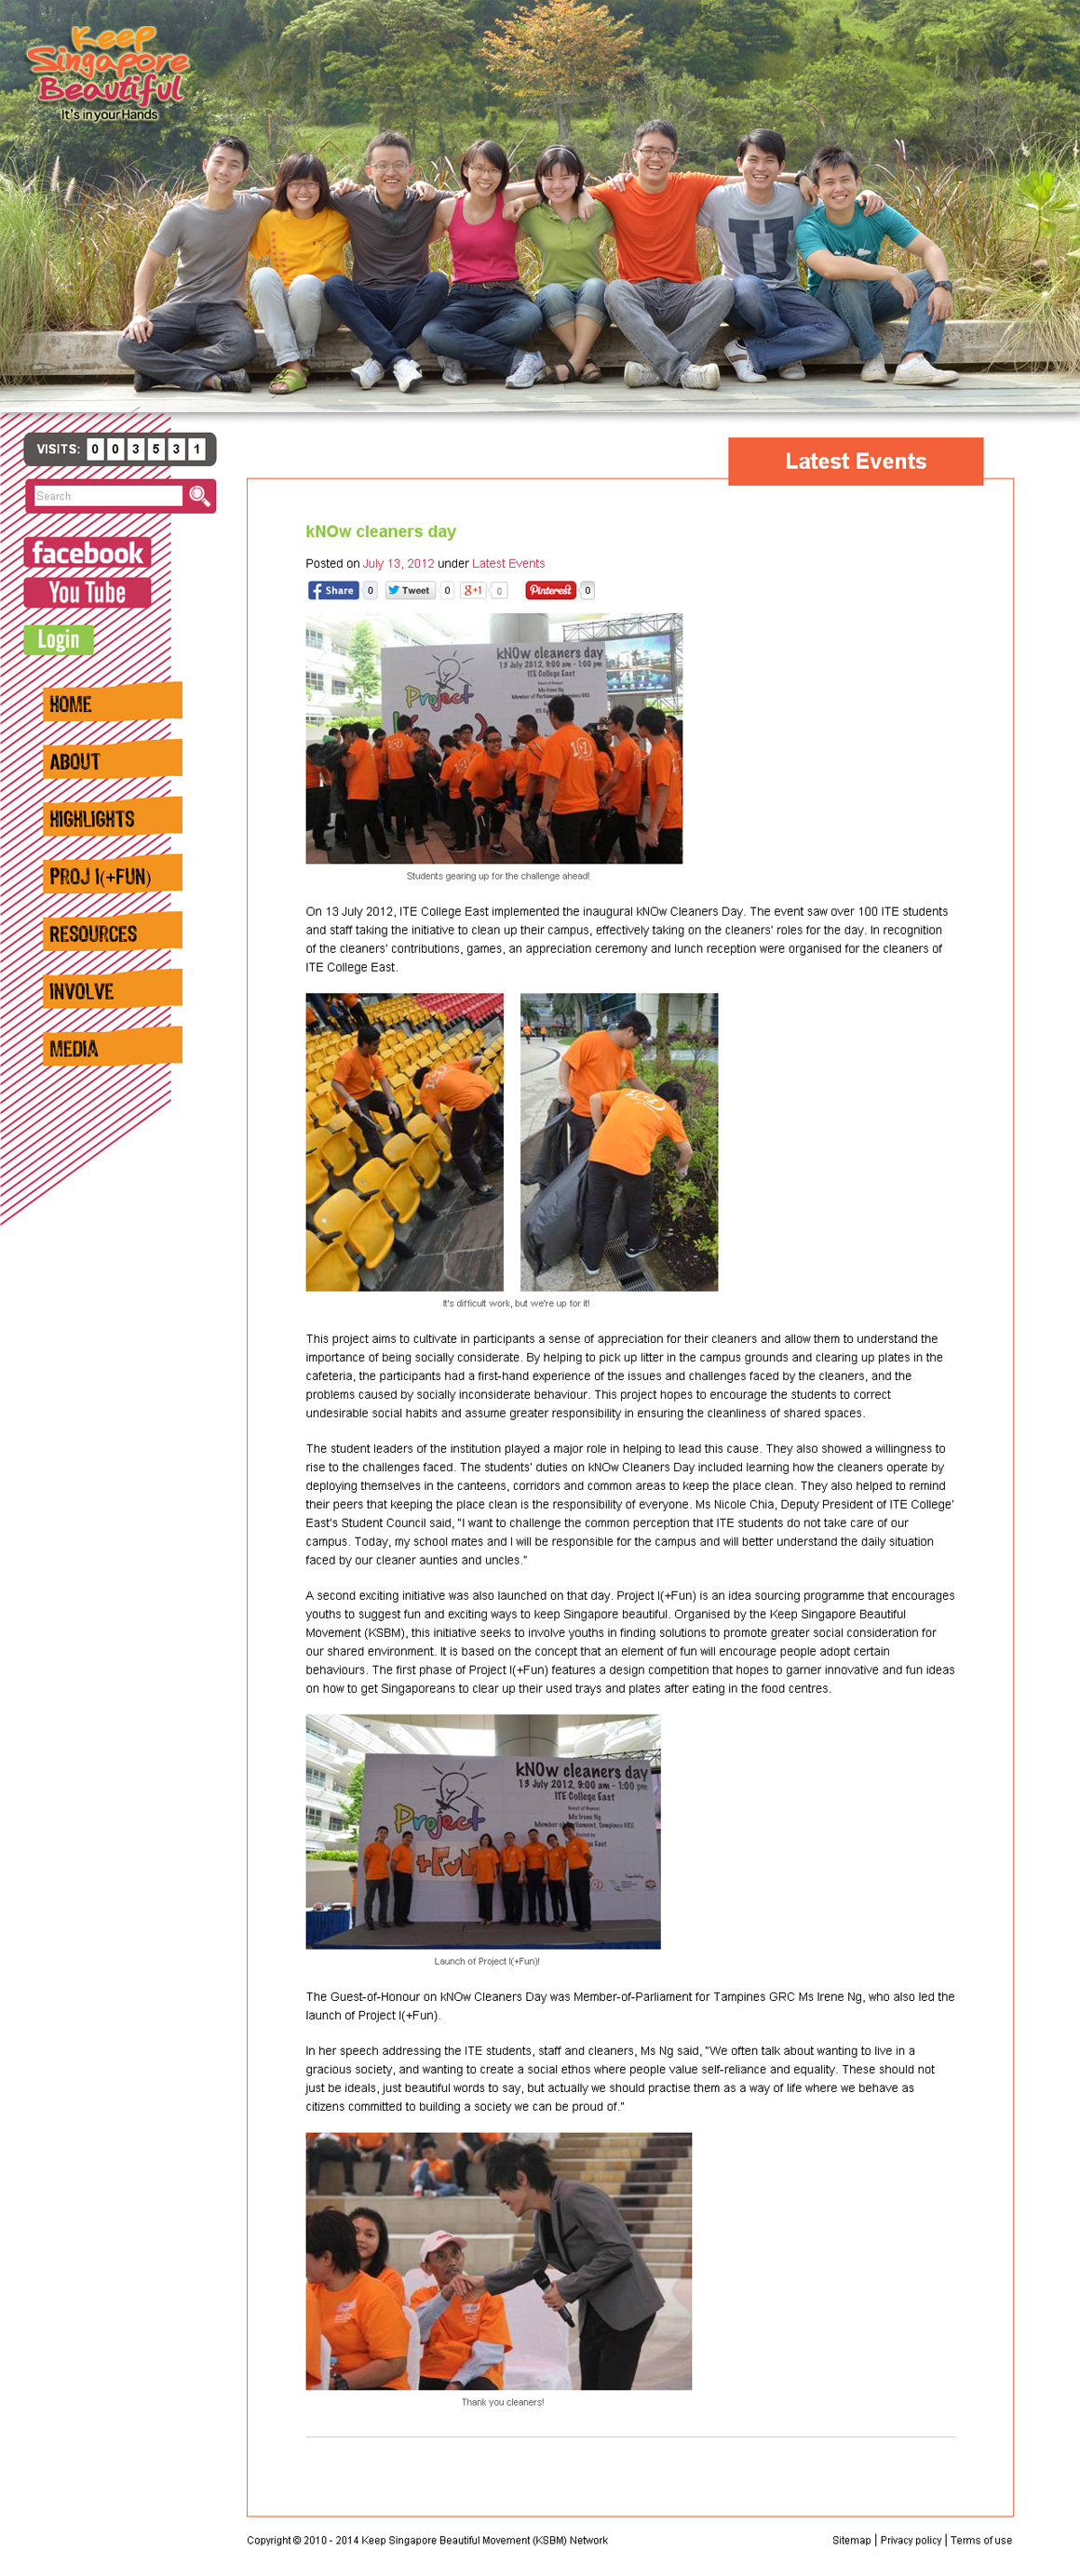 Keep
Singapore
Beautiful
It's in your Hands
VISITS: 0 0 3 5 3 1
Search
facebook
You Tube
Login
HOME
ABOUT
HIGHLIGHTS
PROJ I(+FUN)
RESOURCES
INVOLVE
MEDIA
Latest Events
kNOw cleaners day
Posted on July 13, 2012 under Latest Events
Share 0 Tweet 0 g+1 0 Pinterest 0
kNOw cleaners day
13 July 2012, 9:00 am - 1:00 pm
ITE College East
Guest of Honour
Ms Irene Ng
Member of Parliament, Tampines GRC
Project
Students gearing up for the challenge ahead!
On 13 July 2012, ITE College East implemented the inaugural kNOw Cleaners Day. The event saw over 100 ITE students
and staff taking the initiative to clean up their campus, effectively taking on the cleaners' roles for the day. In recognition
of the cleaners' contributions, games, an appreciation ceremony and lunch reception were organised for the cleaners of
ITE College East.
It's difficult work, but we're up for it!
This project aims to cultivate in participants a sense of appreciation for their cleaners and allow them to understand the
importance of being socially considerate. By helping to pick up litter in the campus grounds and clearing up plates in the
cafeteria, the participants had a first-hand experience of the issues and challenges faced by the cleaners, and the
problems caused by socially inconsiderate behaviour. This project hopes to encourage the students to correct
undesirable social habits and assume greater responsibility in ensuring the cleanliness of shared spaces.
The student leaders of the institution played a major role in helping to lead this cause. They also showed a willingness to
rise to the challenges faced. The students' duties on kNOw Cleaners Day included learning how the cleaners operate by
deploying themselves in the canteens, corridors and common areas to keep the place clean. They also helped to remind
their peers that keeping the place clean is the responsibility of everyone. Ms Nicole Chia, Deputy President of ITE College'
East's Student Council said, "I want to challenge the common perception that ITE students do not take care of our
campus. Today, my school mates and I will be responsible for the campus and will better understand the daily situation
faced by our cleaner aunties and uncles."
A second exciting initiative was also launched on that day. Project I(+Fun) is an idea sourcing programme that encourages
youths to suggest fun and exciting ways to keep Singapore beautiful. Organised by the Keep Singapore Beautiful
Movement (KSBM), this initiative seeks to involve youths in finding solutions to promote greater social consideration for
our shared environment. It is based on the concept that an element of fun will encourage people adopt certain
behaviours. The first phase of Project I(+Fun) features a design competition that hopes to garner innovative and fun ideas
on how to get Singaporeans to clear up their used trays and plates after eating in the food centres.
kNOw cleaners day
13 July 2012, 9:00 am - 1:00 pm
ITE College East
Guest of Honour
Ms Irene Ng
Member of Parliament, Tampines GRC
Project
+FUN
Launch of Project I(+Fun)!
The Guest-of-Honour on kNOw Cleaners Day was Member-of-Parliament for Tampines GRC Ms Irene Ng, who also led the
launch of Project I(+Fun).
In her speech addressing the ITE students, staff and cleaners, Ms Ng said, "We often talk about wanting to live in a
gracious society, and wanting to create a social ethos where people value self-reliance and equality. These should not
just be ideals, just beautiful words to say, but actually we should practise them as a way of life where we behave as
citizens committed to building a society we can be proud of."
Thank you cleaners!
Copyright © 2010 - 2014 Keep Singapore Beautiful Movement (KSBM) Network
Sitemap | Privacy policy | Terms of use